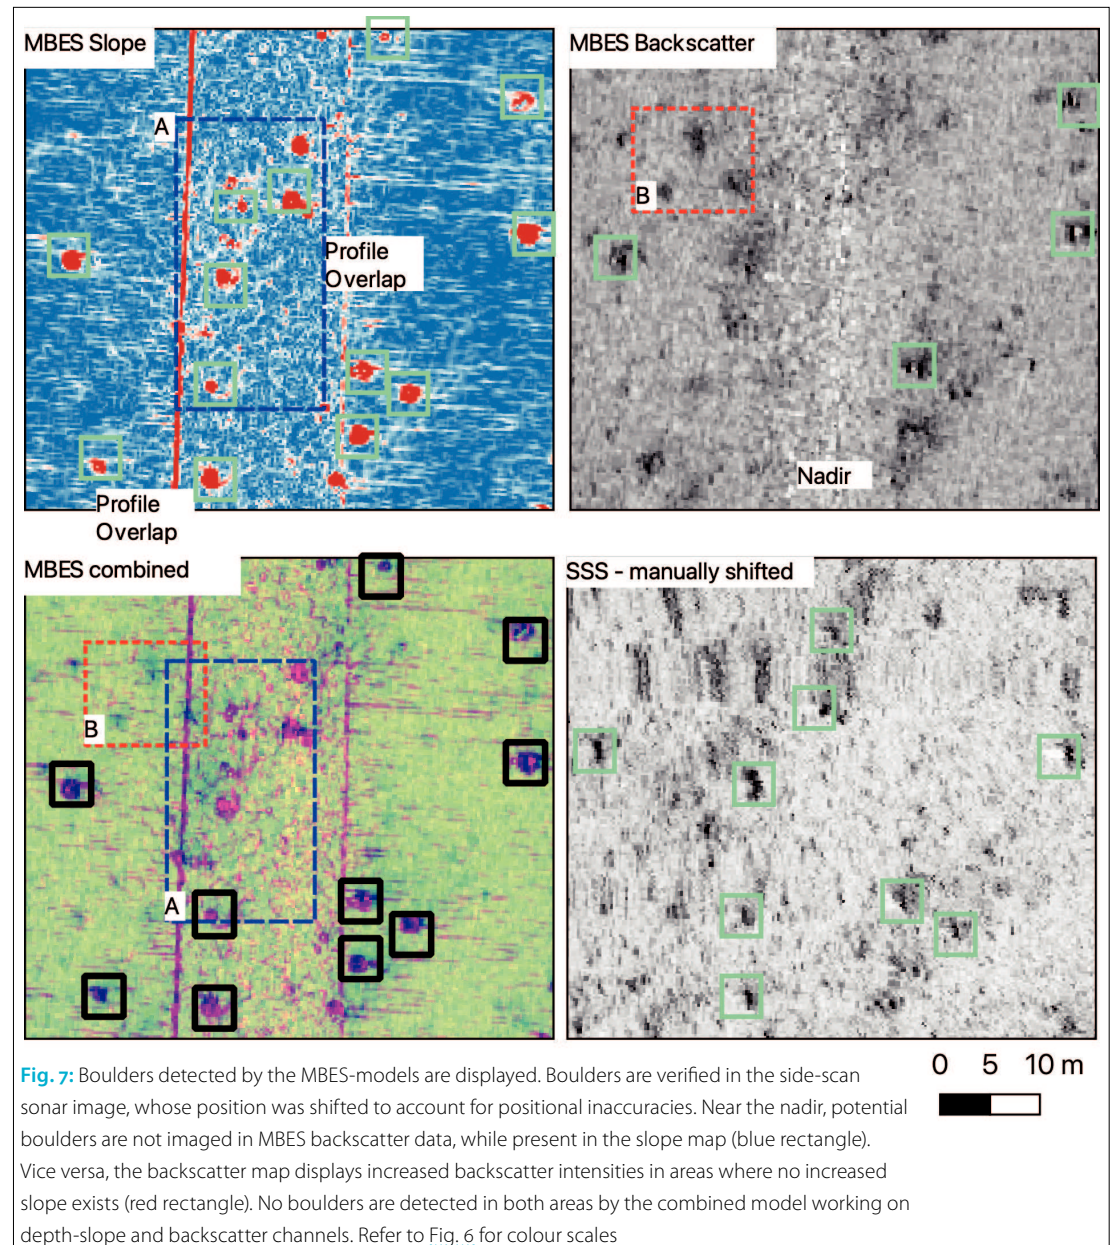 MBES Slope
A
Profile
Overlap
Profile
Overlap
MBES Backscatter
B
Nadir
MBES combined
B
A
SSS - manually shifted
0 5 10 m
Fig. 7: Boulders detected by the MBES-models are displayed. Boulders are verified in the side-scan
sonar image, whose position was shifted to account for positional inaccuracies. Near the nadir, potential
boulders are not imaged in MBES backscatter data, while present in the slope map (blue rectangle).
Vice versa, the backscatter map displays increased backscatter intensities in areas where no increased
slope exists (red rectangle). No boulders are detected in both areas by the combined model working on
depth-slope and backscatter channels. Refer to Fig. 6 for colour scales